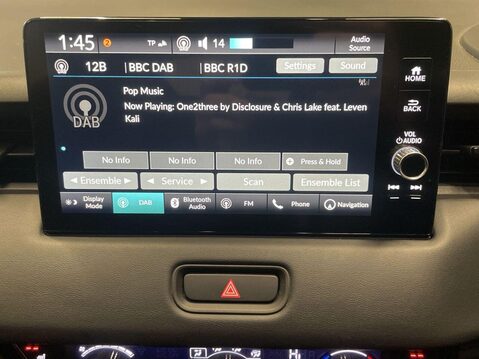 1:45 2 TP 14 Audio Source
12B BBC DAB BBC R1D Settings Sound
HOME
Pop Music
Now Playing: One2three by Disclosure & Chris Lake feat. Leven
Kali
DAB
BACK
VOL
AUDIO
No Info No Info No Info + Press & Hold
Ensemble Service Scan Ensemble List
3 Display Mode DAB Bluetooth Audio FM Phone Navigation